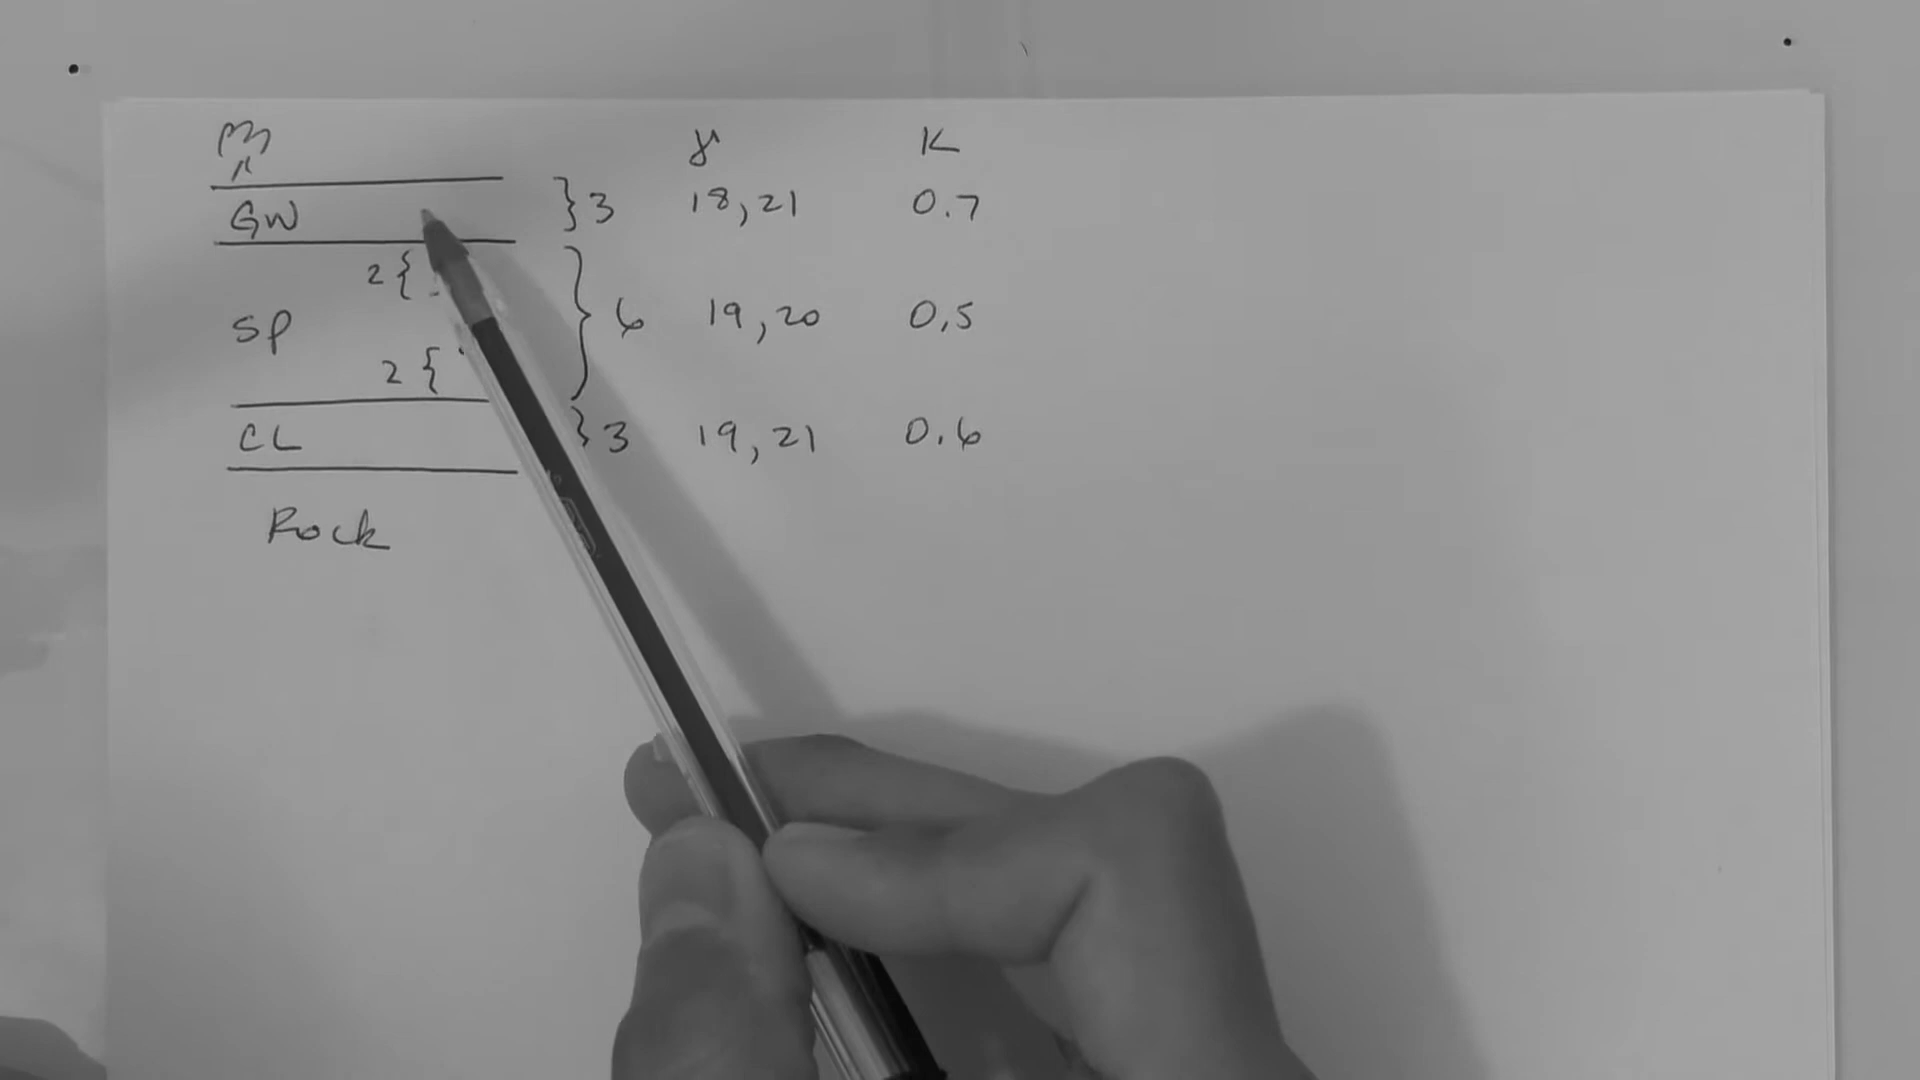 γ K
GW } 3 18,21 0.7
2 {
SP } 6 19,20 0.5
2 {
CL } 3 19,21 0.6
Rock